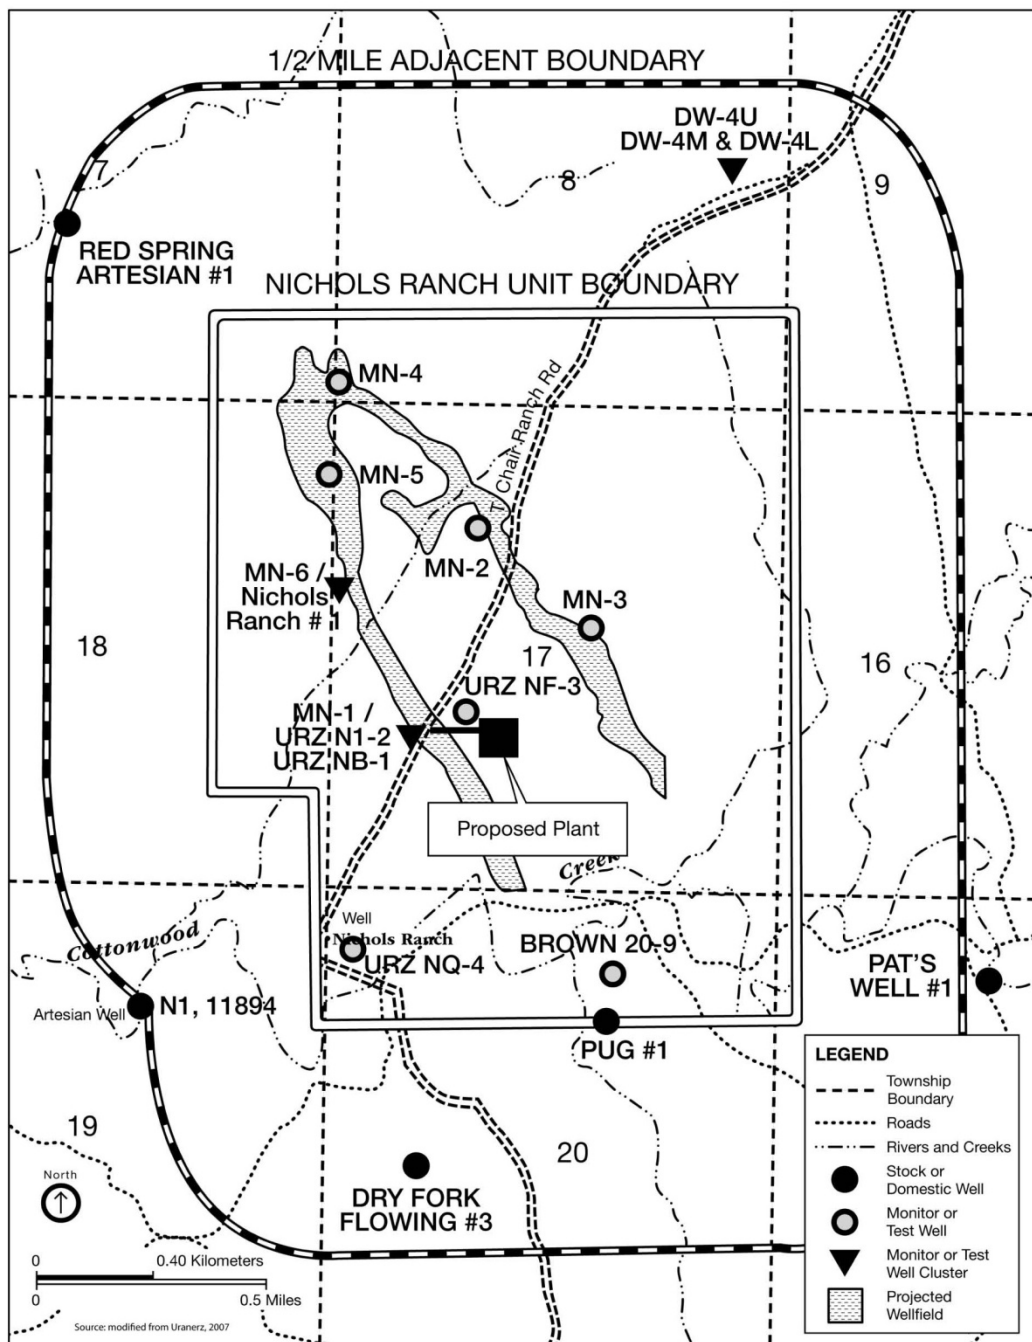 1/2 MILE ADJACENT BOUNDARY
DW-4U
DW-4M & DW-4L
7
8
9
RED SPRING
ARTESIAN #1
NICHOLS RANCH UNIT BOUNDARY
MN-4
T. Chair Ranch Rd
MN-5
MN-2
MN-6 /
Nichols
Ranch # 1
MN-3
18
17
16
URZ NF-3
MN-1 /
URZ N1-2
URZ NB-1
Proposed Plant
Creek
Cottonwood
Well
Nichols Ranch
URZ NQ-4
BROWN 20-9
PAT'S
WELL #1
Artesian Well
N1, 11894
PUG #1
19
20
DRY FORK
FLOWING #3
North
0
0.40 Kilometers
0
0.5 Miles
Source: modified from Uranerz, 2007
LEGEND
Township
Boundary
Roads
Rivers and Creeks
Stock or
Domestic Well
Monitor or
Test Well
Monitor or Test
Well Cluster
Projected
Wellfield